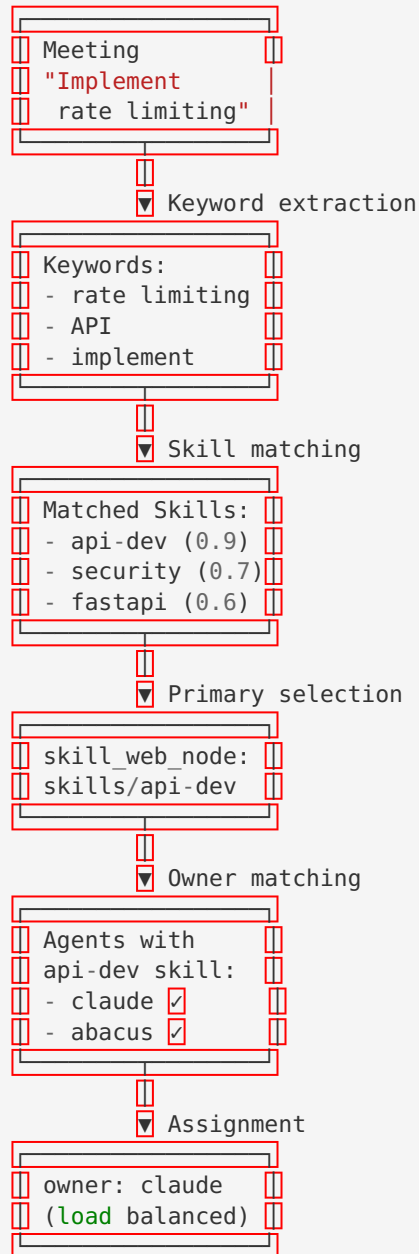 Meeting
"Implement
rate limiting"
▼ Keyword extraction
Keywords:
- rate limiting
- API
- implement
▼ Skill matching
Matched Skills:
- api-dev (0.9)
- security (0.7)
- fastapi (0.6)
▼ Primary selection
skill_web_node:
skills/api-dev
▼ Owner matching
Agents with
api-dev skill:
- claude ✓
- abacus ✓
▼ Assignment
owner: claude
(load balanced)